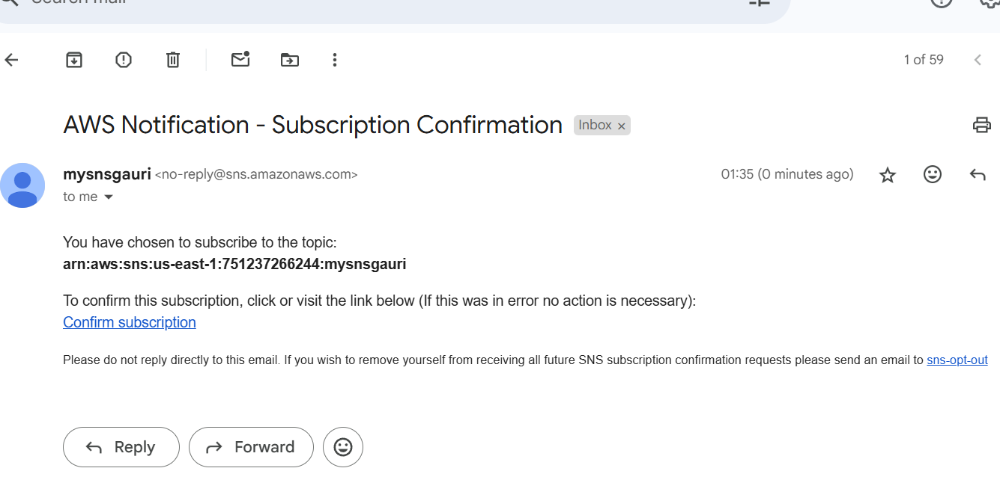 1 of 59
AWS Notification - Subscription Confirmation Inbox ×
mysnsgauri <no-reply@sns.amazonaws.com> 01:35 (0 minutes ago)
to me
You have chosen to subscribe to the topic:
arn:aws:sns:us-east-1:751237266244:mysnsgauri
To confirm this subscription, click or visit the link below (If this was in error no action is necessary):
Confirm subscription
Please do not reply directly to this email. If you wish to remove yourself from receiving all future SNS subscription confirmation requests please send an email to sns-opt-out
Reply Forward